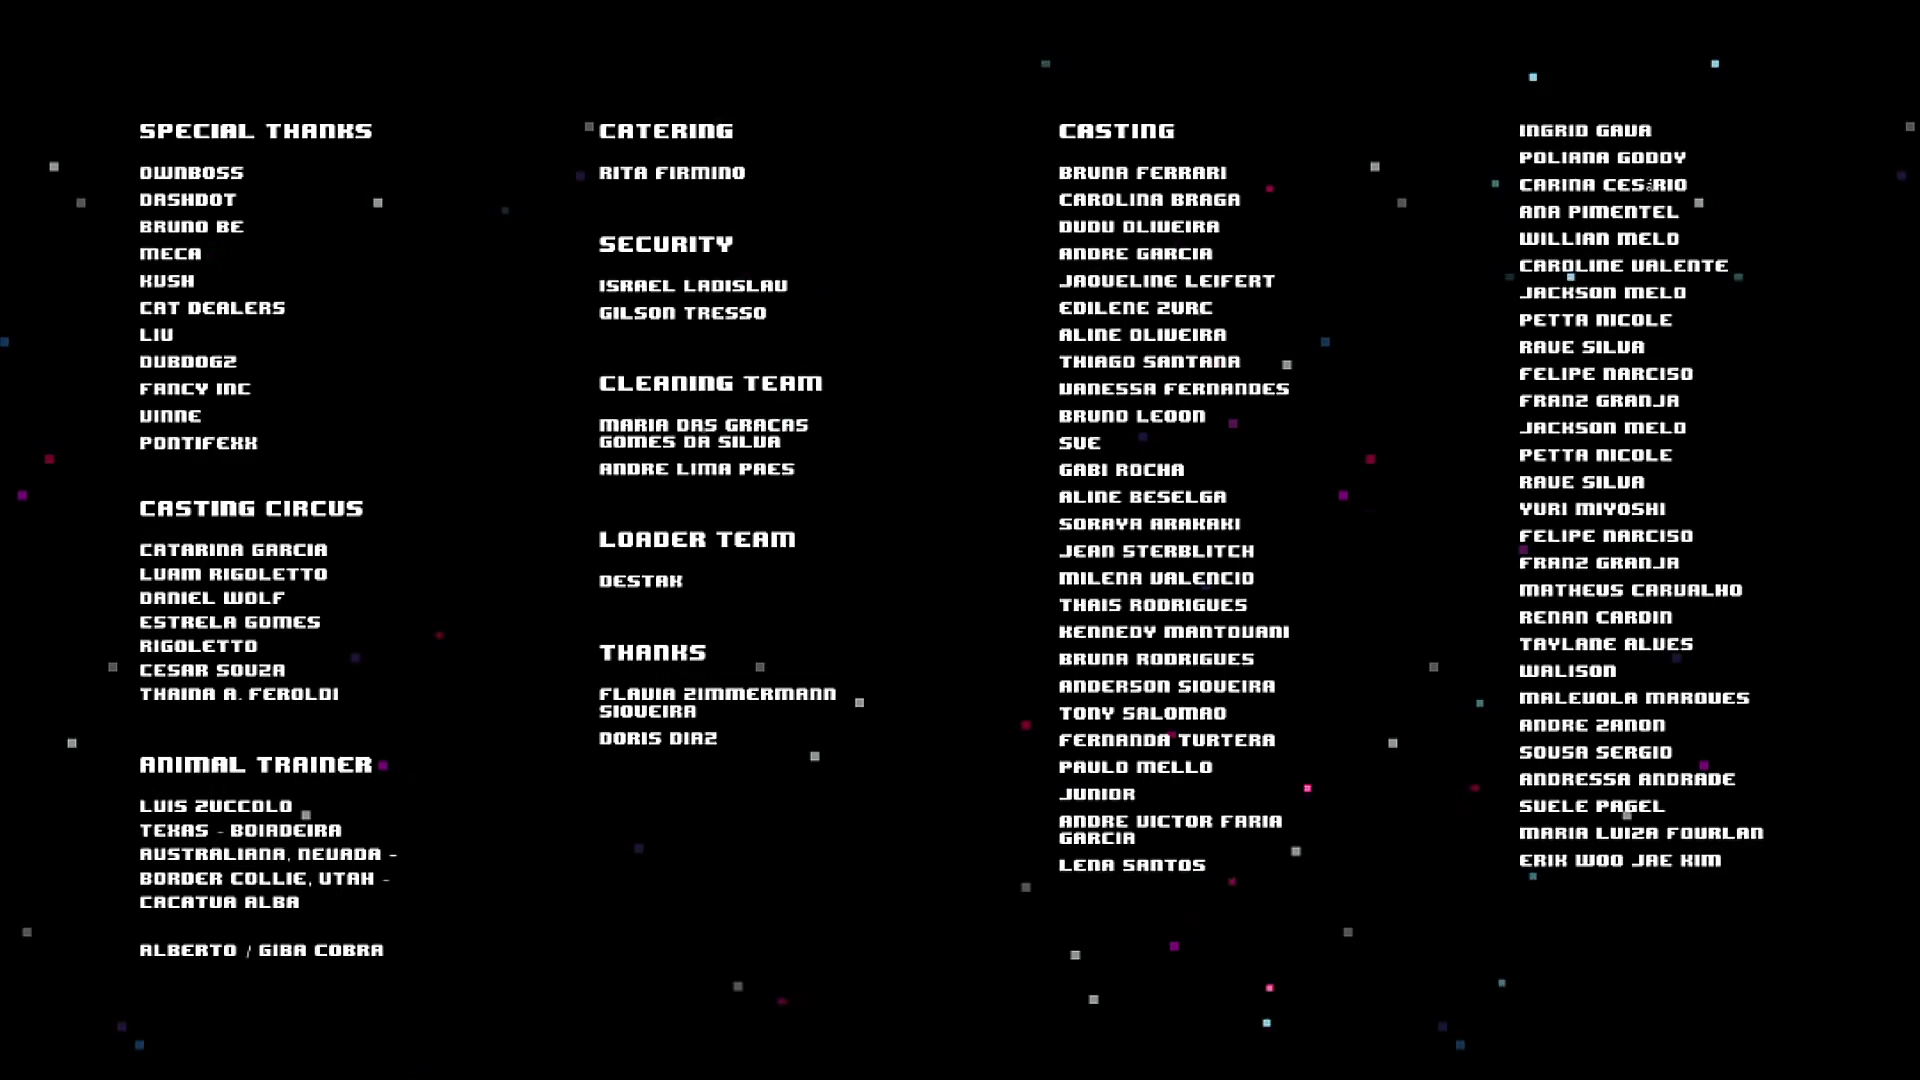 SPECIAL THANKS
OWNBOSS
DASHDOT
BRUNO BE
MECA
KUSH
CAT DEALERS
LIU
DUBDOGZ
FANCY INC
VINNE
PONTIFEXX
CASTING CIRCUS
CATARINA GARCIA
LUAM RIGOLETTO
DANIEL WOLF
ESTRELA GOMES
RIGOLETTO
CESAR SOUZA
THAINA A. FEROLDI
ANIMAL TRAINER
LUIS ZUCCOLO
TEXAS - BOIADEIRA
AUSTRALIANA, NEVADA -
BORDER COLLIE, UTAH -
CACATUA ALBA
ALBERTO / GIBA COBRA
CATERING
RITA FIRMINO
SECURITY
ISRAEL LADISLAU
GILSON TRESSO
CLEANING TEAM
MARIA DAS GRACAS
GOMES DA SILVA
ANDRE LIMA PAES
LOADER TEAM
DESTAK
THANKS
FLAVIA ZIMMERMANN
SIQUEIRA
DORIS DIAZ
CASTING
BRUNA FERRARI
CAROLINA BRAGA
DUDU OLIVEIRA
ANDRE GARCIA
JAQUELINE LEIFERT
EDILENE ZURC
ALINE OLIVEIRA
THIAGO SANTANA
VANESSA FERNANDES
BRUNO LEOON
SUE
GABI ROCHA
ALINE BESELGA
SORAYA ARAKAKI
JEAN STERBLITCH
MILENA VALENCIO
THAIS RODRIGUES
KENNEDY MANTOVANI
BRUNA RODRIGUES
ANDERSON SIQUEIRA
TONY SALOMAO
FERNANDA TURTERA
PAULO MELLO
JUNIOR
ANDRE VICTOR FARIA
GARCIA
LENA SANTOS
INGRID GAVA
POLIANA GODOY
CARINA
ANA PIMENTEL
WILLIAN MELO
CAROLINE VALENTE
JACKSON MELO
PETTA NICOLE
RAVE SILVA
FELIPE NARCISO
FRANZ GRANJA
JACKSON MELO
PETTA NICOLE
RAVE SILVA
YURI MIYOSHI
FELIPE NARCISO
FRANZ GRANJA
MATHEUS CARVALHO
RENAN CARDIN
TAYLANE ALVES
WALISON
MALEVOLA MARQUES
ANDRE ZANON
SOUSA SERGIO
ANDRESSA ANDRADE
SUELE PAGEL
MARIA LUIZA FOURLAN
ERIK WOO JAE KIM